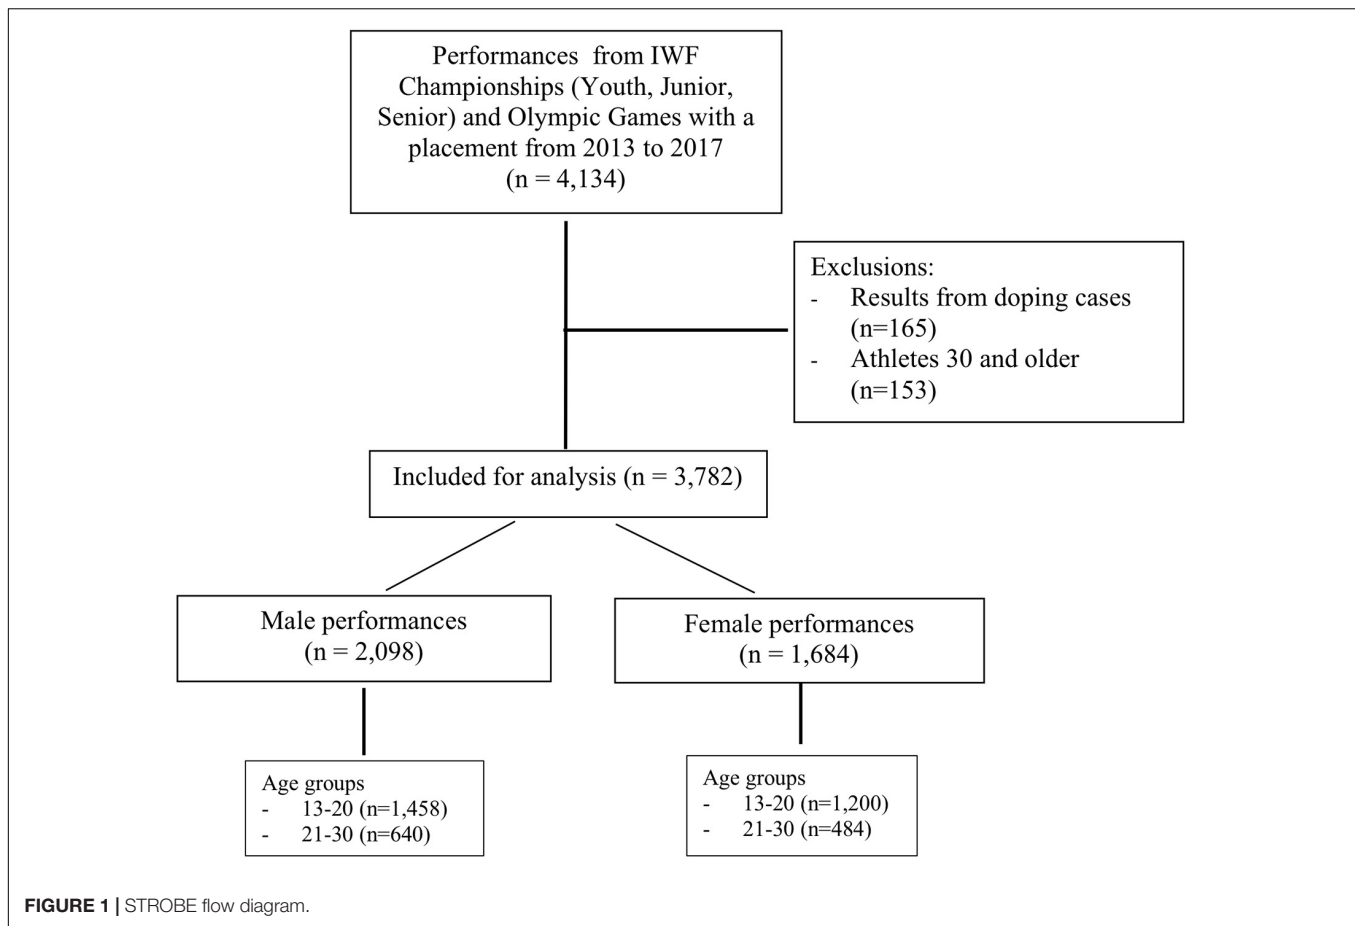 Performances from IWF
Championships (Youth, Junior,
Senior) and Olympic Games with a
placement from 2013 to 2017
(n = 4,134)
Exclusions:
- Results from doping cases
(n=165)
- Athletes 30 and older
(n=153)
Included for analysis (n = 3,782)
Male performances
(n = 2,098)
Female performances
(n = 1,684)
Age groups
- 13-20 (n=1,458)
- 21-30 (n=640)
Age groups
- 13-20 (n=1,200)
- 21-30 (n=484)
FIGURE 1 | STROBE flow diagram.